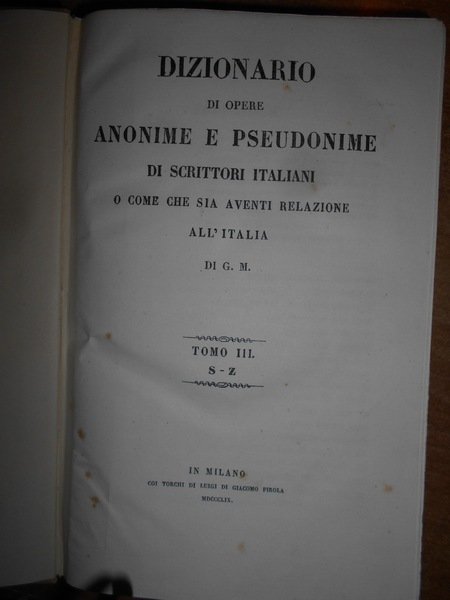 DIZIONARIO
DI OPERE
ANONIME E PSEUDONIME
DI SCRITTORI ITALIANI
O COME CHE SIA AVENTI RELAZIONE
ALL'ITALIA
DI G. M.
TOMO III.
S-Z
IN MILANO
COI TORCHI DI LUIGI DI GIACOMO PIROLA
MDCCCLIX.